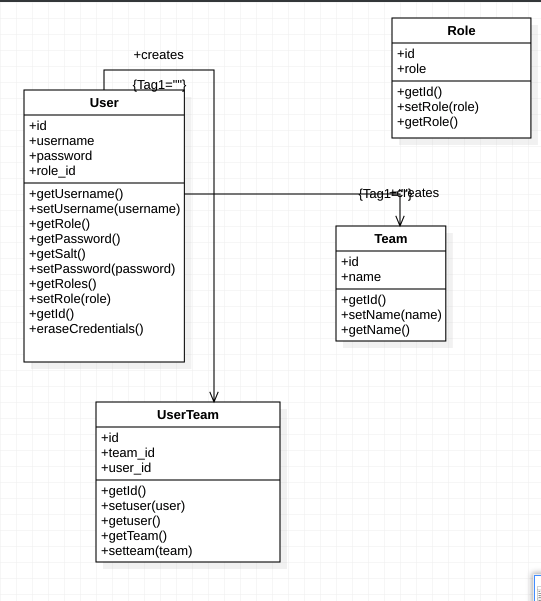 Role
+id
+role
+getId()
+setRole(role)
+getRole()
+creates
{Tag1=""}
User
+id
+username
+password
+role_id
+getUsername()
+setUsername(username)
+getRole()
+getPassword()
+getSalt()
+setPassword(password)
+getRoles()
+setRole(role)
+getId()
+eraseCredentials()
{Tag1=""}
+creates
Team
+id
+name
+getId()
+setName(name)
+getName()
UserTeam
+id
+team_id
+user_id
+getId()
+setuser(user)
+getuser()
+getTeam()
+setteam(team)